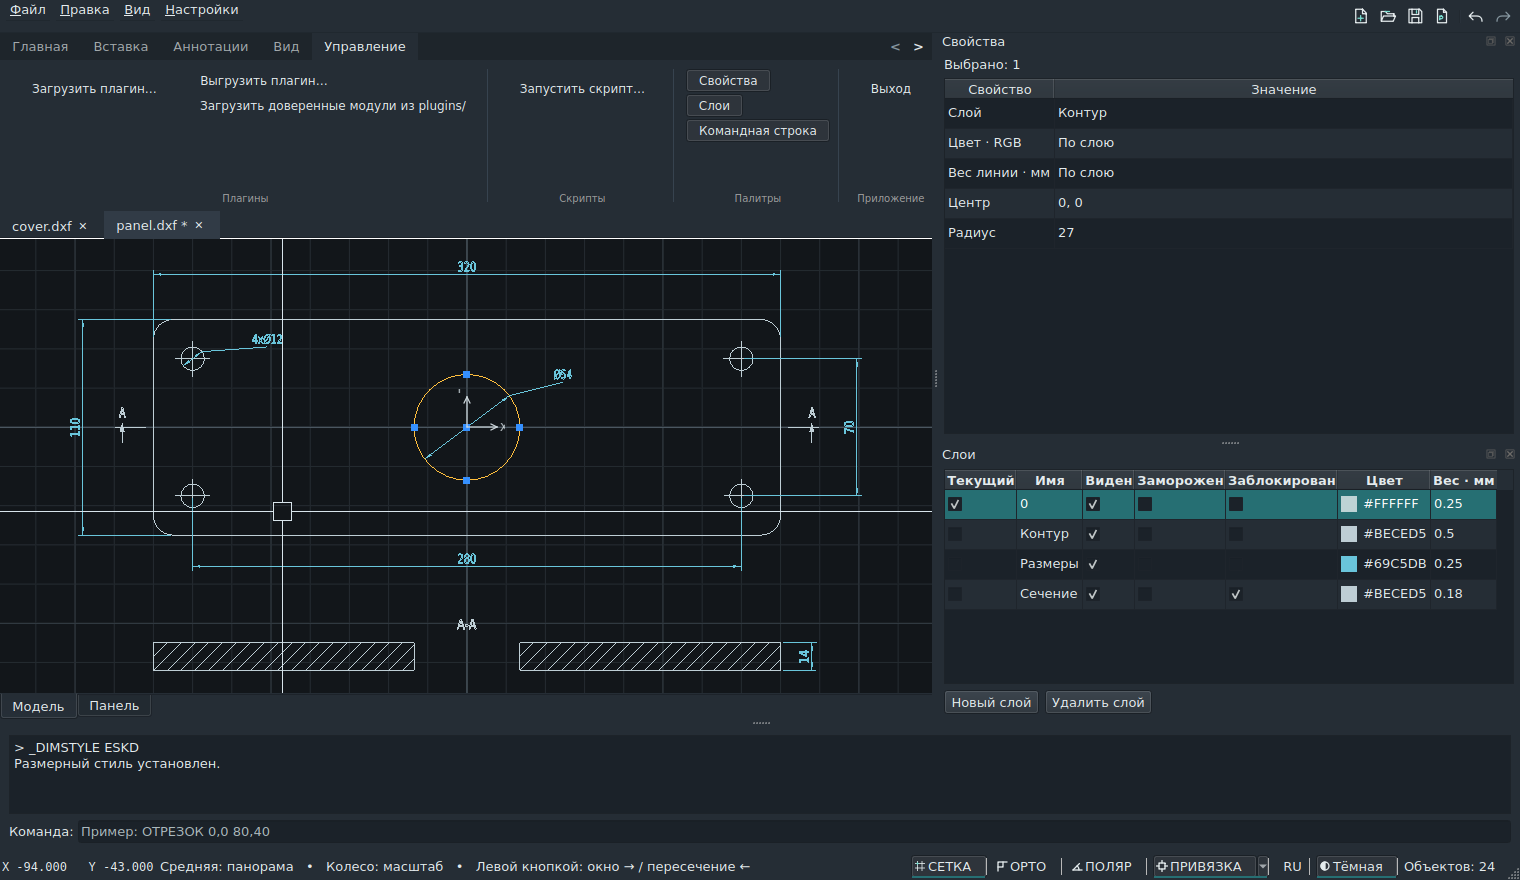 Файл Правка Вид Настройки
Главная Вставка Аннотации Вид Управление < >
Загрузить плагин...
Выгрузить плагин...
Загрузить доверенные модули из plugins/
Плагины
Запустить скрипт...
Скрипты
Свойства
Слои
Командная строка
Палитры
Выход
Приложение
cover.dxf × panel.dxf * ×
320
4xØ12
Ø54
110
A
A
70
X
280
A-A
14
Модель Панель
Свойства
Выбрано: 1
Свойство Значение
Слой Контур
Цвет · RGB По слою
Вес линии · мм По слою
Центр 0, 0
Радиус 27
Слои
Текущий Имя Виден Заморожен Заблокирован Цвет Вес · мм
0 #FFFFFF 0.25
Контур #BECED5 0.5
Размеры #69C5DB 0.25
Сечение #BECED5 0.18
Новый слой Удалить слой
> _DIMSTYLE ESKD
Размерный стиль установлен.
Команда: Пример: ОТРЕЗОК 0,0 80,40
X -94.000 Y -43.000 Средняя: панорама • Колесо: масштаб • Левой кнопкой: окно → / пересечение ← СЕТКА ОРТО ПОЛЯР ПРИВЯЗКА RU Тёмная Объектов: 24